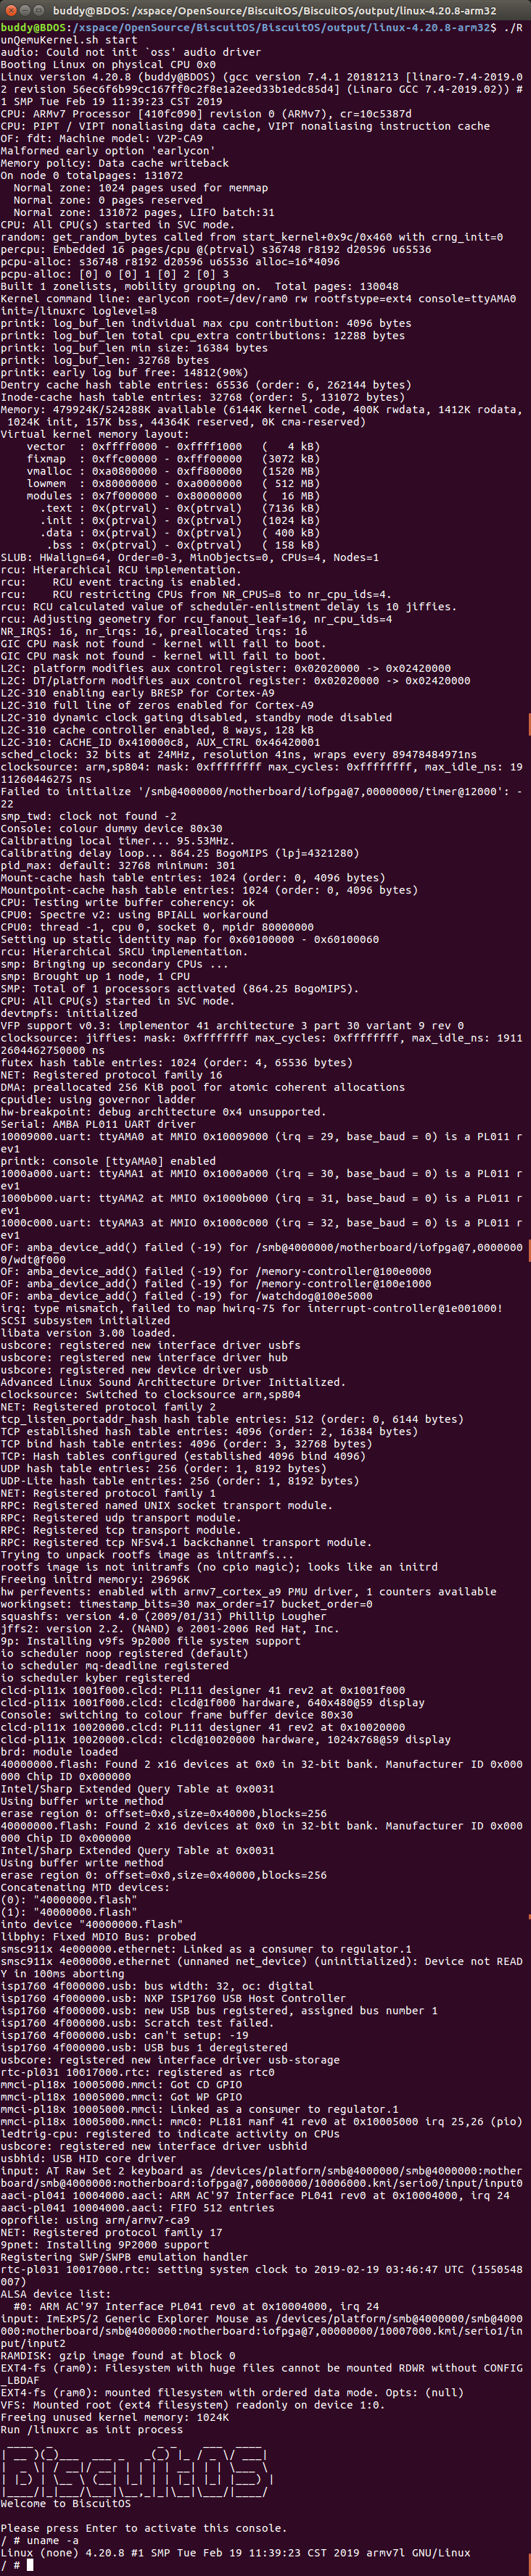 buddy@BDOS: /xspace/OpenSource/BiscuitOS/BiscuitOS/output/linux-4.20.8-arm32
buddy@BDOS:/xspace/OpenSource/BiscuitOS/BiscuitOS/output/linux-4.20.8-arm32$ ./R
unQemuKernel.sh start
audio: Could not init `oss' audio driver
Booting Linux on physical CPU 0x0
Linux version 4.20.8 (buddy@BDOS) (gcc version 7.4.1 20181213 [linaro-7.4-2019.0
2 revision 56ec6f6b99cc167ff0c2f8e1a2eed33b1edc85d4] (Linaro GCC 7.4-2019.02)) #
1 SMP Tue Feb 19 11:39:23 CST 2019
CPU: ARMv7 Processor [410fc090] revision 0 (ARMv7), cr=10c5387d
CPU: PIPT / VIPT nonaliasing data cache, VIPT nonaliasing instruction cache
OF: fdt: Machine model: V2P-CA9
Malformed early option 'earlycon'
Memory policy: Data cache writeback
On node 0 totalpages: 131072
  Normal zone: 1024 pages used for memmap
  Normal zone: 0 pages reserved
  Normal zone: 131072 pages, LIFO batch:31
CPU: All CPU(s) started in SVC mode.
random: get_random_bytes called from start_kernel+0x9c/0x460 with crng_init=0
percpu: Embedded 16 pages/cpu @(ptrval) s36748 r8192 d20596 u65536
pcpu-alloc: s36748 r8192 d20596 u65536 alloc=16*4096
pcpu-alloc: [0] 0 [0] 1 [0] 2 [0] 3
Built 1 zonelists, mobility grouping on.  Total pages: 130048
Kernel command line: earlycon root=/dev/ram0 rw rootfstype=ext4 console=ttyAMA0
init=/linuxrc loglevel=8
printk: log_buf_len individual max cpu contribution: 4096 bytes
printk: log_buf_len total cpu_extra contributions: 12288 bytes
printk: log_buf_len min size: 16384 bytes
printk: log_buf_len: 32768 bytes
printk: early log buf free: 14812(90%)
Dentry cache hash table entries: 65536 (order: 6, 262144 bytes)
Inode-cache hash table entries: 32768 (order: 5, 131072 bytes)
Memory: 479924K/524288K available (6144K kernel code, 400K rwdata, 1412K rodata,
 1024K init, 157K bss, 44364K reserved, 0K cma-reserved)
Virtual kernel memory layout:
    vector  : 0xffff0000 - 0xffff1000   (   4 kB)
    fixmap  : 0xffc00000 - 0xfff00000   (3072 kB)
    vmalloc : 0xa0800000 - 0xff800000   (1520 MB)
    lowmem  : 0x80000000 - 0xa0000000   ( 512 MB)
    modules : 0x7f000000 - 0x80000000   (  16 MB)
      .text : 0x(ptrval) - 0x(ptrval)   (7136 kB)
      .init : 0x(ptrval) - 0x(ptrval)   (1024 kB)
      .data : 0x(ptrval) - 0x(ptrval)   ( 400 kB)
       .bss : 0x(ptrval) - 0x(ptrval)   ( 158 kB)
SLUB: HWalign=64, Order=0-3, MinObjects=0, CPUs=4, Nodes=1
rcu: Hierarchical RCU implementation.
rcu:    RCU event tracing is enabled.
rcu:    RCU restricting CPUs from NR_CPUS=8 to nr_cpu_ids=4.
rcu: RCU calculated value of scheduler-enlistment delay is 10 jiffies.
rcu: Adjusting geometry for rcu_fanout_leaf=16, nr_cpu_ids=4
NR_IRQS: 16, nr_irqs: 16, preallocated irqs: 16
GIC CPU mask not found - kernel will fail to boot.
GIC CPU mask not found - kernel will fail to boot.
L2C: platform modifies aux control register: 0x02020000 -> 0x02420000
L2C: DT/platform modifies aux control register: 0x02020000 -> 0x02420000
L2C-310 enabling early BRESP for Cortex-A9
L2C-310 full line of zeros enabled for Cortex-A9
L2C-310 dynamic clock gating disabled, standby mode disabled
L2C-310 cache controller enabled, 8 ways, 128 kB
L2C-310: CACHE_ID 0x410000c8, AUX_CTRL 0x46420001
sched_clock: 32 bits at 24MHz, resolution 41ns, wraps every 89478484971ns
clocksource: arm,sp804: mask: 0xffffffff max_cycles: 0xffffffff, max_idle_ns: 19
11260446275 ns
Failed to initialize '/smb@4000000/motherboard/iofpga@7,00000000/timer@12000': -
22
smp_twd: clock not found -2
Console: colour dummy device 80x30
Calibrating local timer... 95.53MHz.
Calibrating delay loop... 864.25 BogoMIPS (lpj=4321280)
pid_max: default: 32768 minimum: 301
Mount-cache hash table entries: 1024 (order: 0, 4096 bytes)
Mountpoint-cache hash table entries: 1024 (order: 0, 4096 bytes)
CPU: Testing write buffer coherency: ok
CPU0: Spectre v2: using BPIALL workaround
CPU0: thread -1, cpu 0, socket 0, mpidr 80000000
Setting up static identity map for 0x60100000 - 0x60100060
rcu: Hierarchical SRCU implementation.
smp: Bringing up secondary CPUs ...
smp: Brought up 1 node, 1 CPU
SMP: Total of 1 processors activated (864.25 BogoMIPS).
CPU: All CPU(s) started in SVC mode.
devtmpfs: initialized
VFP support v0.3: implementor 41 architecture 3 part 30 variant 9 rev 0
clocksource: jiffies: mask: 0xffffffff max_cycles: 0xffffffff, max_idle_ns: 1911
2604462750000 ns
futex hash table entries: 1024 (order: 4, 65536 bytes)
NET: Registered protocol family 16
DMA: preallocated 256 KiB pool for atomic coherent allocations
cpuidle: using governor ladder
hw-breakpoint: debug architecture 0x4 unsupported.
Serial: AMBA PL011 UART driver
10009000.uart: ttyAMA0 at MMIO 0x10009000 (irq = 29, base_baud = 0) is a PL011 r
ev1
printk: console [ttyAMA0] enabled
1000a000.uart: ttyAMA1 at MMIO 0x1000a000 (irq = 30, base_baud = 0) is a PL011 r
ev1
1000b000.uart: ttyAMA2 at MMIO 0x1000b000 (irq = 31, base_baud = 0) is a PL011 r
ev1
1000c000.uart: ttyAMA3 at MMIO 0x1000c000 (irq = 32, base_baud = 0) is a PL011 r
ev1
OF: amba_device_add() failed (-19) for /smb@4000000/motherboard/iofpga@7,0000000
0/wdt@f000
OF: amba_device_add() failed (-19) for /memory-controller@100e0000
OF: amba_device_add() failed (-19) for /memory-controller@100e1000
OF: amba_device_add() failed (-19) for /watchdog@100e5000
irq: type mismatch, failed to map hwirq-75 for interrupt-controller@1e001000!
SCSI subsystem initialized
libata version 3.00 loaded.
usbcore: registered new interface driver usbfs
usbcore: registered new interface driver hub
usbcore: registered new device driver usb
Advanced Linux Sound Architecture Driver Initialized.
clocksource: Switched to clocksource arm,sp804
NET: Registered protocol family 2
tcp_listen_portaddr_hash hash table entries: 512 (order: 0, 6144 bytes)
TCP established hash table entries: 4096 (order: 2, 16384 bytes)
TCP bind hash table entries: 4096 (order: 3, 32768 bytes)
TCP: Hash tables configured (established 4096 bind 4096)
UDP hash table entries: 256 (order: 1, 8192 bytes)
UDP-Lite hash table entries: 256 (order: 1, 8192 bytes)
NET: Registered protocol family 1
RPC: Registered named UNIX socket transport module.
RPC: Registered udp transport module.
RPC: Registered tcp transport module.
RPC: Registered tcp NFSv4.1 backchannel transport module.
Trying to unpack rootfs image as initramfs...
rootfs image is not initramfs (no cpio magic); looks like an initrd
Freeing initrd memory: 29696K
hw perfevents: enabled with armv7_cortex_a9 PMU driver, 1 counters available
workingset: timestamp_bits=30 max_order=17 bucket_order=0
squashfs: version 4.0 (2009/01/31) Phillip Lougher
jffs2: version 2.2. (NAND) © 2001-2006 Red Hat, Inc.
9p: Installing v9fs 9p2000 file system support
io scheduler noop registered (default)
io scheduler mq-deadline registered
io scheduler kyber registered
clcd-pl11x 1001f000.clcd: PL111 designer 41 rev2 at 0x1001f000
clcd-pl11x 1001f000.clcd: clcd@1f000 hardware, 640x480@59 display
Console: switching to colour frame buffer device 80x30
clcd-pl11x 10020000.clcd: PL111 designer 41 rev2 at 0x10020000
clcd-pl11x 10020000.clcd: clcd@10020000 hardware, 1024x768@59 display
brd: module loaded
40000000.flash: Found 2 x16 devices at 0x0 in 32-bit bank. Manufacturer ID 0x000
000 Chip ID 0x000000
Intel/Sharp Extended Query Table at 0x0031
Using buffer write method
erase region 0: offset=0x0,size=0x40000,blocks=256
40000000.flash: Found 2 x16 devices at 0x0 in 32-bit bank. Manufacturer ID 0x000
000 Chip ID 0x000000
Intel/Sharp Extended Query Table at 0x0031
Using buffer write method
erase region 0: offset=0x0,size=0x40000,blocks=256
Concatenating MTD devices:
(0): "40000000.flash"
(1): "40000000.flash"
into device "40000000.flash"
libphy: Fixed MDIO Bus: probed
smsc911x 4e000000.ethernet: Linked as a consumer to regulator.1
smsc911x 4e000000.ethernet (unnamed net_device) (uninitialized): Device not READ
Y in 100ms aborting
isp1760 4f000000.usb: bus width: 32, oc: digital
isp1760 4f000000.usb: NXP ISP1760 USB Host Controller
isp1760 4f000000.usb: new USB bus registered, assigned bus number 1
isp1760 4f000000.usb: Scratch test failed.
isp1760 4f000000.usb: can't setup: -19
isp1760 4f000000.usb: USB bus 1 deregistered
usbcore: registered new interface driver usb-storage
rtc-pl031 10017000.rtc: registered as rtc0
mmci-pl18x 10005000.mmci: Got CD GPIO
mmci-pl18x 10005000.mmci: Got WP GPIO
mmci-pl18x 10005000.mmci: Linked as a consumer to regulator.1
mmci-pl18x 10005000.mmci: mmc0: PL181 manf 41 rev0 at 0x10005000 irq 25,26 (pio)
ledtrig-cpu: registered to indicate activity on CPUs
usbcore: registered new interface driver usbhid
usbhid: USB HID core driver
input: AT Raw Set 2 keyboard as /devices/platform/smb@4000000/smb@4000000:mother
board/smb@4000000:motherboard:iofpga@7,00000000/10006000.kmi/serio0/input/input0
aaci-pl041 10004000.aaci: ARM AC'97 Interface PL041 rev0 at 0x10004000, irq 24
aaci-pl041 10004000.aaci: FIFO 512 entries
oprofile: using arm/armv7-ca9
NET: Registered protocol family 17
9pnet: Installing 9P2000 support
Registering SWP/SWPB emulation handler
rtc-pl031 10017000.rtc: setting system clock to 2019-02-19 03:46:47 UTC (1550548
007)
ALSA device list:
  #0: ARM AC'97 Interface PL041 rev0 at 0x10004000, irq 24
input: ImExPS/2 Generic Explorer Mouse as /devices/platform/smb@4000000/smb@4000
000:motherboard/smb@4000000:motherboard:iofpga@7,00000000/10007000.kmi/serio1/in
put/input2
RAMDISK: gzip image found at block 0
EXT4-fs (ram0): Filesystem with huge files cannot be mounted RDWR without CONFIG
_LBDAF
EXT4-fs (ram0): mounted filesystem with ordered data mode. Opts: (null)
VFS: Mounted root (ext4 filesystem) readonly on device 1:0.
Freeing unused kernel memory: 1024K
Run /linuxrc as init process
BiscuitOS
Welcome to BiscuitOS
Please press Enter to activate this console.
/ # uname -a
Linux (none) 4.20.8 #1 SMP Tue Feb 19 11:39:23 CST 2019 armv7l GNU/Linux
/ #